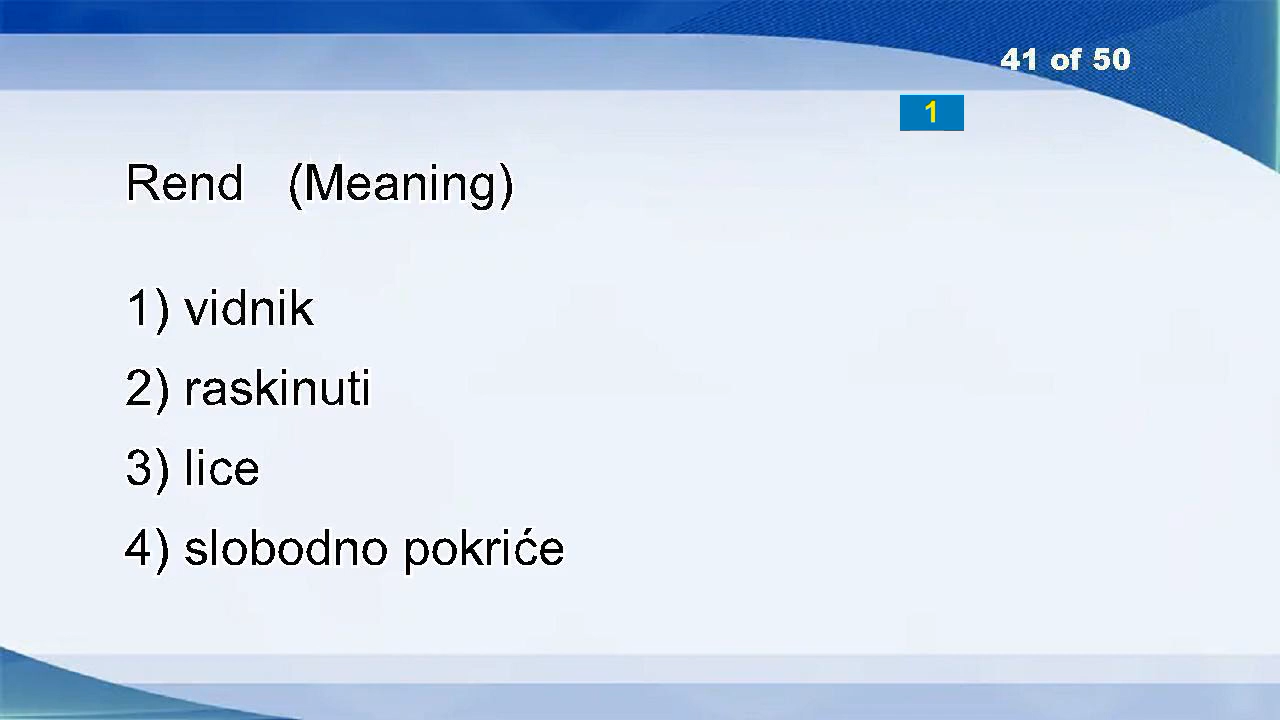 41 of 50
1
Rend (Meaning)
1) vidnik
2) raskinuti
3) lice
4) slobodno pokriće